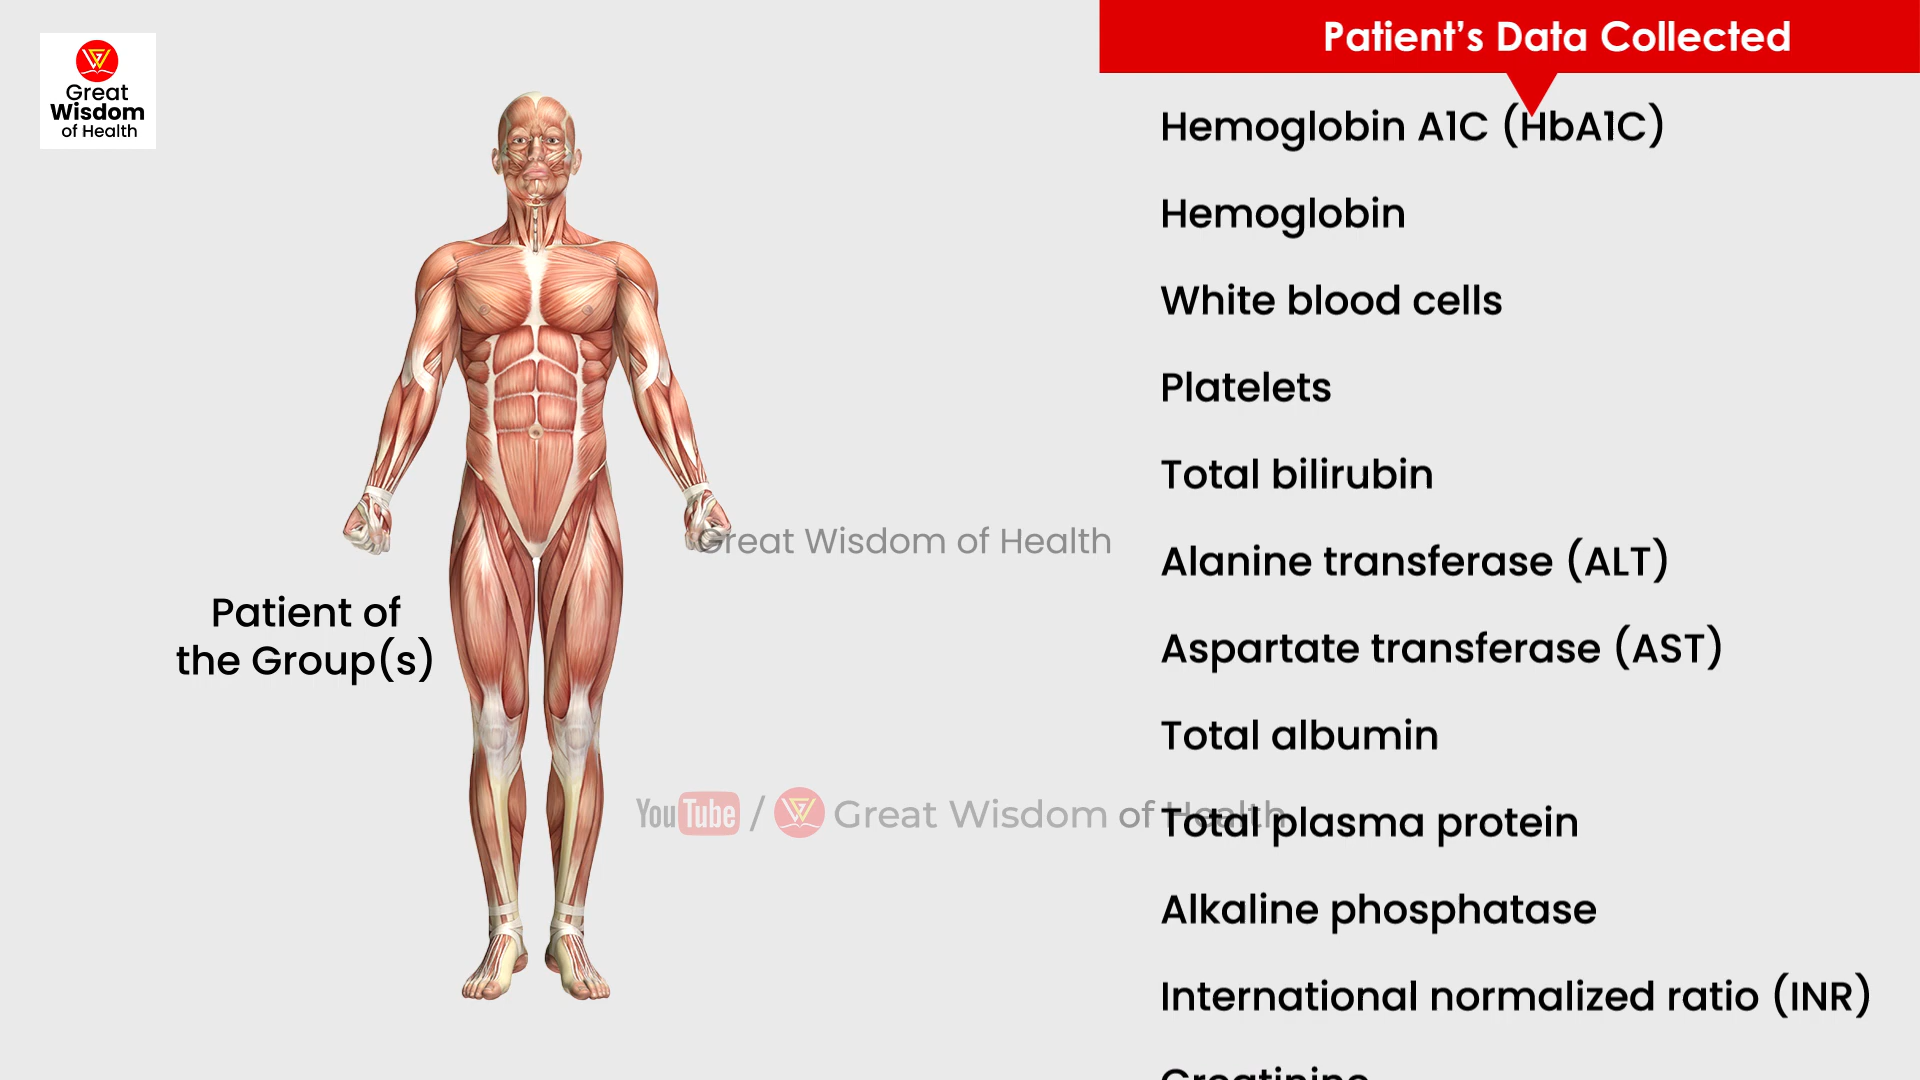 Great
Wisdom
of Health
Patient's Data Collected
Hemoglobin A1C (HbA1C)
Hemoglobin
White blood cells
Platelets
Total bilirubin
Great Wisdom of Health
Alanine transferase (ALT)
Patient of
the Group(s)
Aspartate transferase (AST)
Total albumin
YouTube / Great Wisdom of Health
Total plasma protein
Alkaline phosphatase
International normalized ratio (INR)
Creatinine